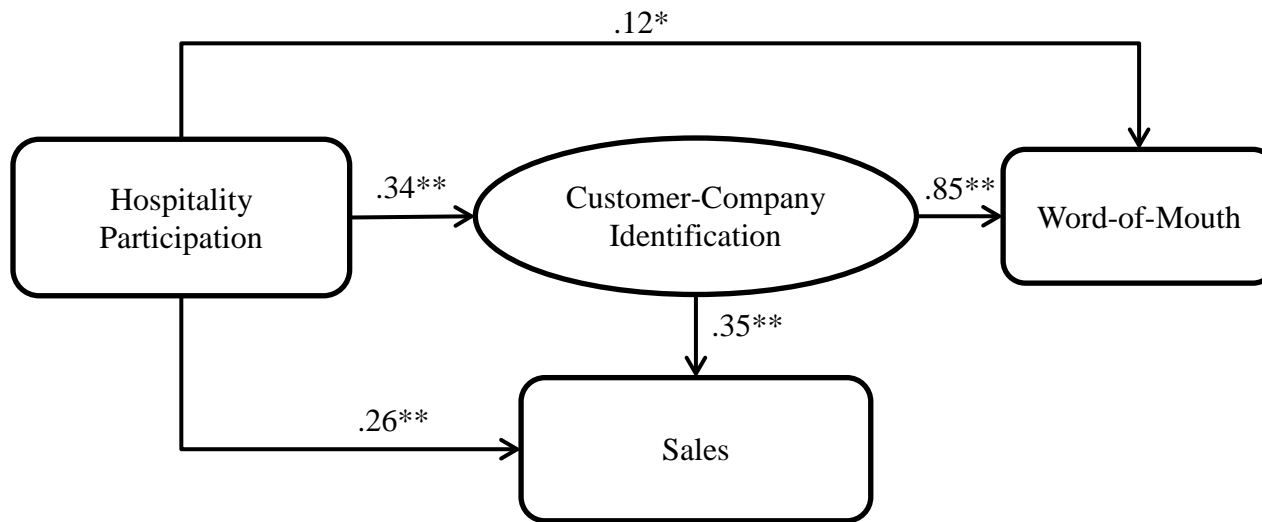 .12*
Hospitality
Participation
.34**
Customer-Company
Identification
.85**
Word-of-Mouth
.35**
.26**
Sales